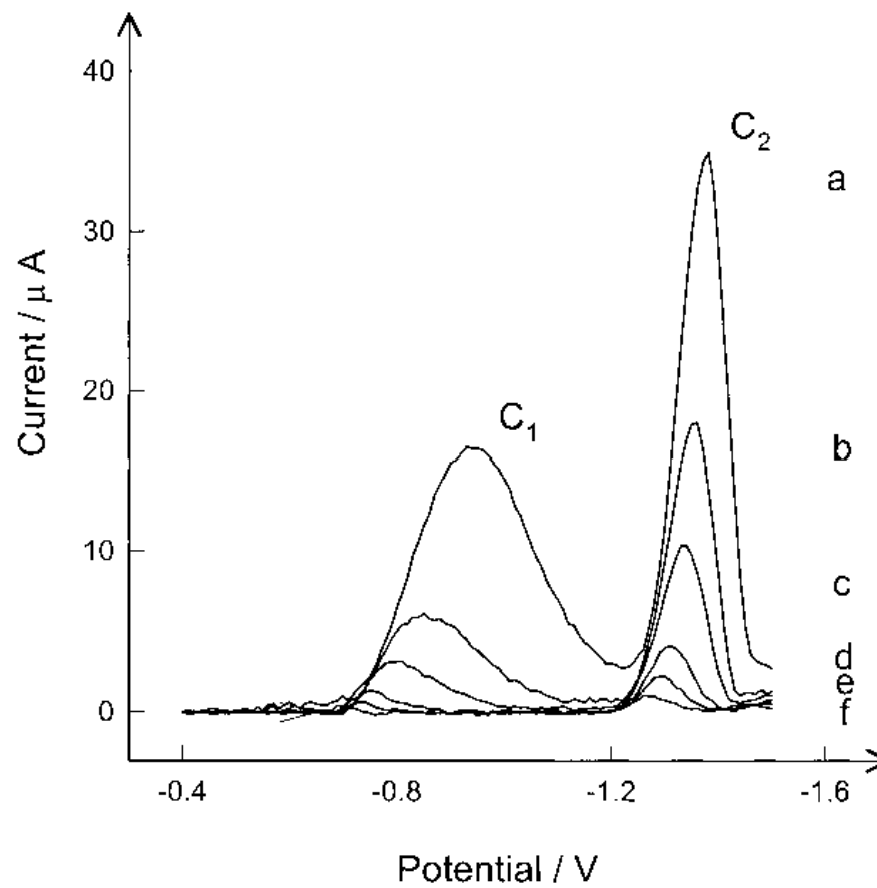 40
C2
a
30
Current / μ A
20
C1
b
10
c
d
e
0
f
-0.4
-0.8
-1.2
-1.6
Potential / V